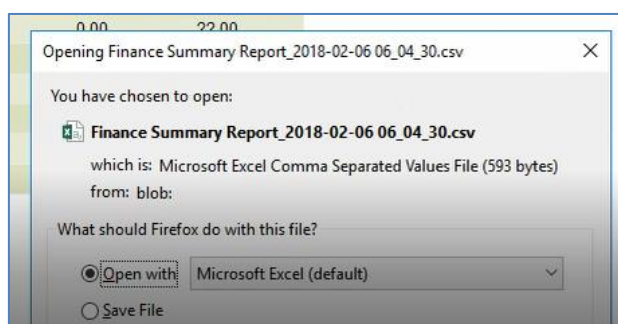 0.00 22.00
Opening Finance Summary Report_2018-02-06 06_04_30.csv
You have chosen to open:
Finance Summary Report_2018-02-06 06_04_30.csv
which is: Microsoft Excel Comma Separated Values File (593 bytes)
from: blob:
What should Firefox do with this file?
Open with Microsoft Excel (default)
Save File